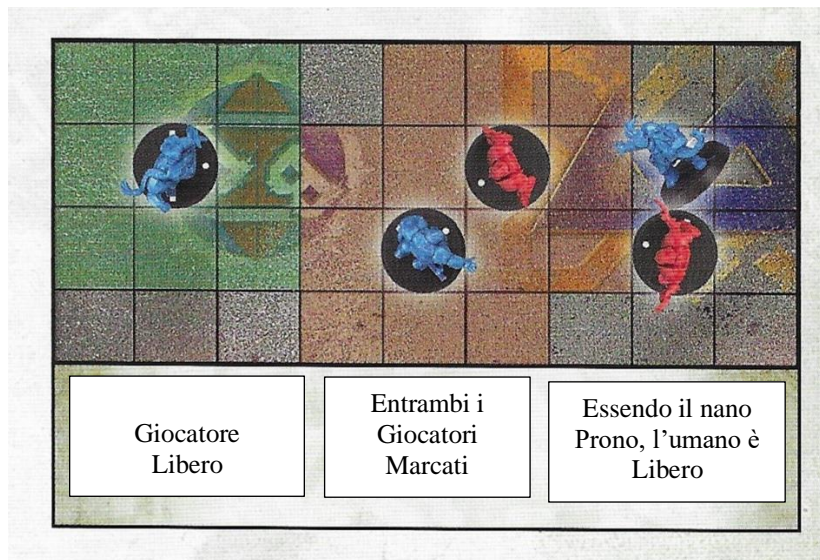 Giocatore
Libero
Entrambi i
Giocatori
Marcati
Essendo il nano
Prono, l'umano è
Libero